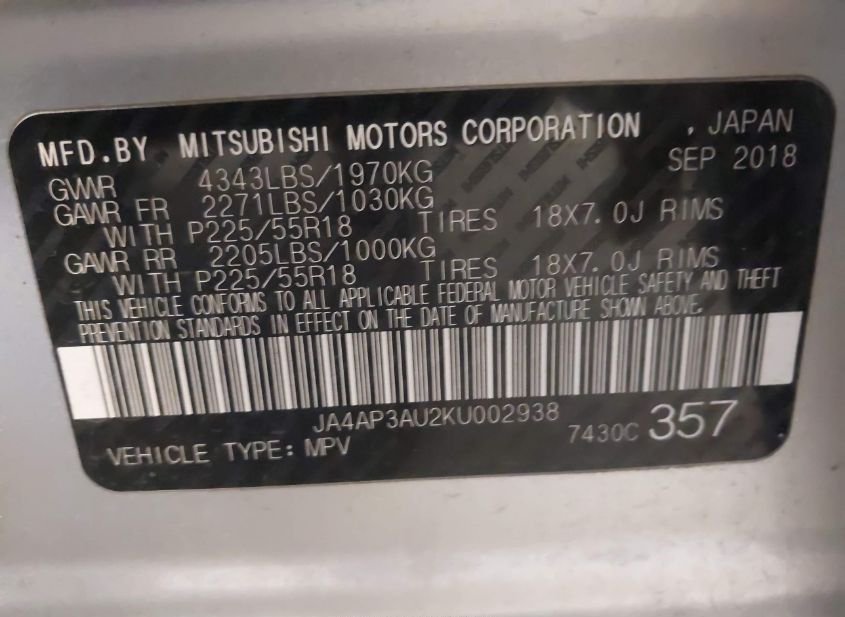 MFD.BY MITSUBISHI MOTORS CORPORATION , JAPAN
SEP 2018
GVWR 4343LBS/1970KG
GAWR FR 2271LBS/1030KG
WITH P225/55R18 TIRES 18X7.0J RIMS
GAWR RR 2205LBS/1000KG
WITH P225/55R18 TIRES 18X7.0J RIMS
THIS VEHICLE CONFORMS TO ALL APPLICABLE FEDERAL MOTOR VEHICLE SAFETY AND THEFT
PREVENTION STANDARDS IN EFFECT ON THE DATE OF MANUFACTURE SHOWN ABOVE.
JA4AP3AU2KU002938
7430C 357
VEHICLE TYPE: MPV